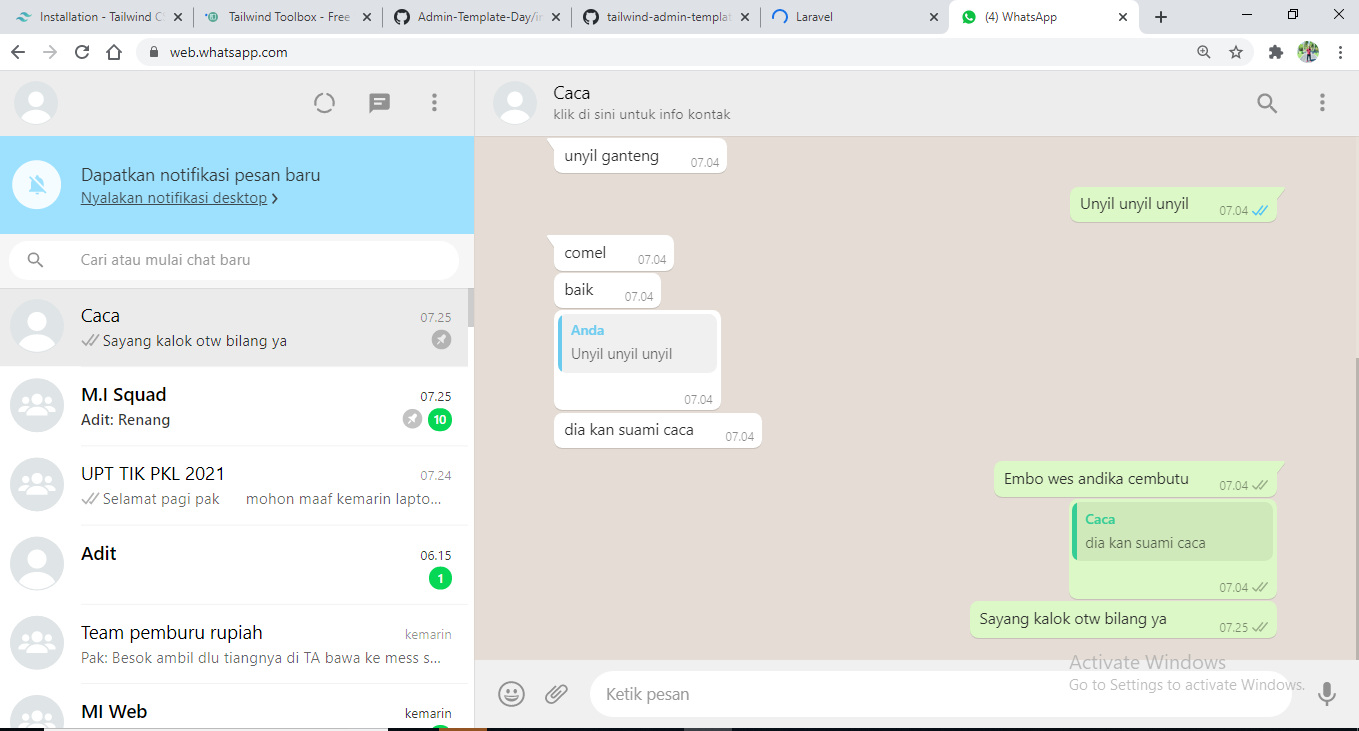 Installation - Tailwind CS
Tailwind Toolbox - Free
Admin-Template-Day/in
tailwind-admin-templat
Laravel
(4) WhatsApp
web.whatsapp.com
Dapatkan notifikasi pesan baru
Nyalakan notifikasi desktop >
Cari atau mulai chat baru
Caca 07.25
Sayang kalok otw bilang ya
M.I Squad 07.25
Adit: Renang 10
UPT TIK PKL 2021 07.24
Selamat pagi pak mohon maaf kemarin lapto...
Adit 06.15
1
Team pemburu rupiah kemarin
Pak: Besok ambil dlu tiangnya di TA bawa ke mess s...
MI Web kemarin
Caca
klik di sini untuk info kontak
unyil ganteng 07.04
Unyil unyil unyil 07.04
comel 07.04
baik 07.04
Anda
Unyil unyil unyil
07.04
dia kan suami caca 07.04
Embo wes andika cembutu 07.04
Caca
dia kan suami caca
07.04
Sayang kalok otw bilang ya 07.25
Activate Windows
Go to Settings to activate Windows.
Ketik pesan